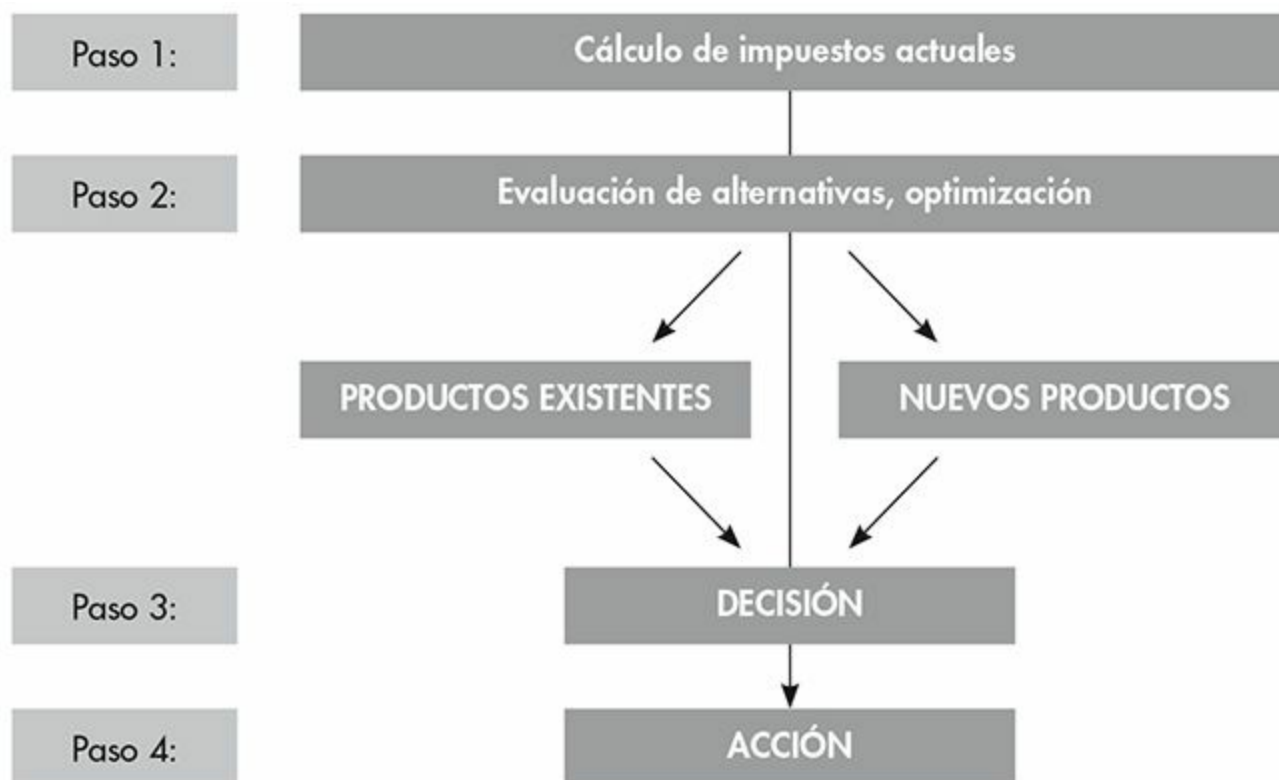 Paso 1:
Cálculo de impuestos actuales
Paso 2:
Evaluación de alternativas, optimización
PRODUCTOS EXISTENTES
NUEVOS PRODUCTOS
Paso 3:
DECISIÓN
Paso 4:
ACCIÓN